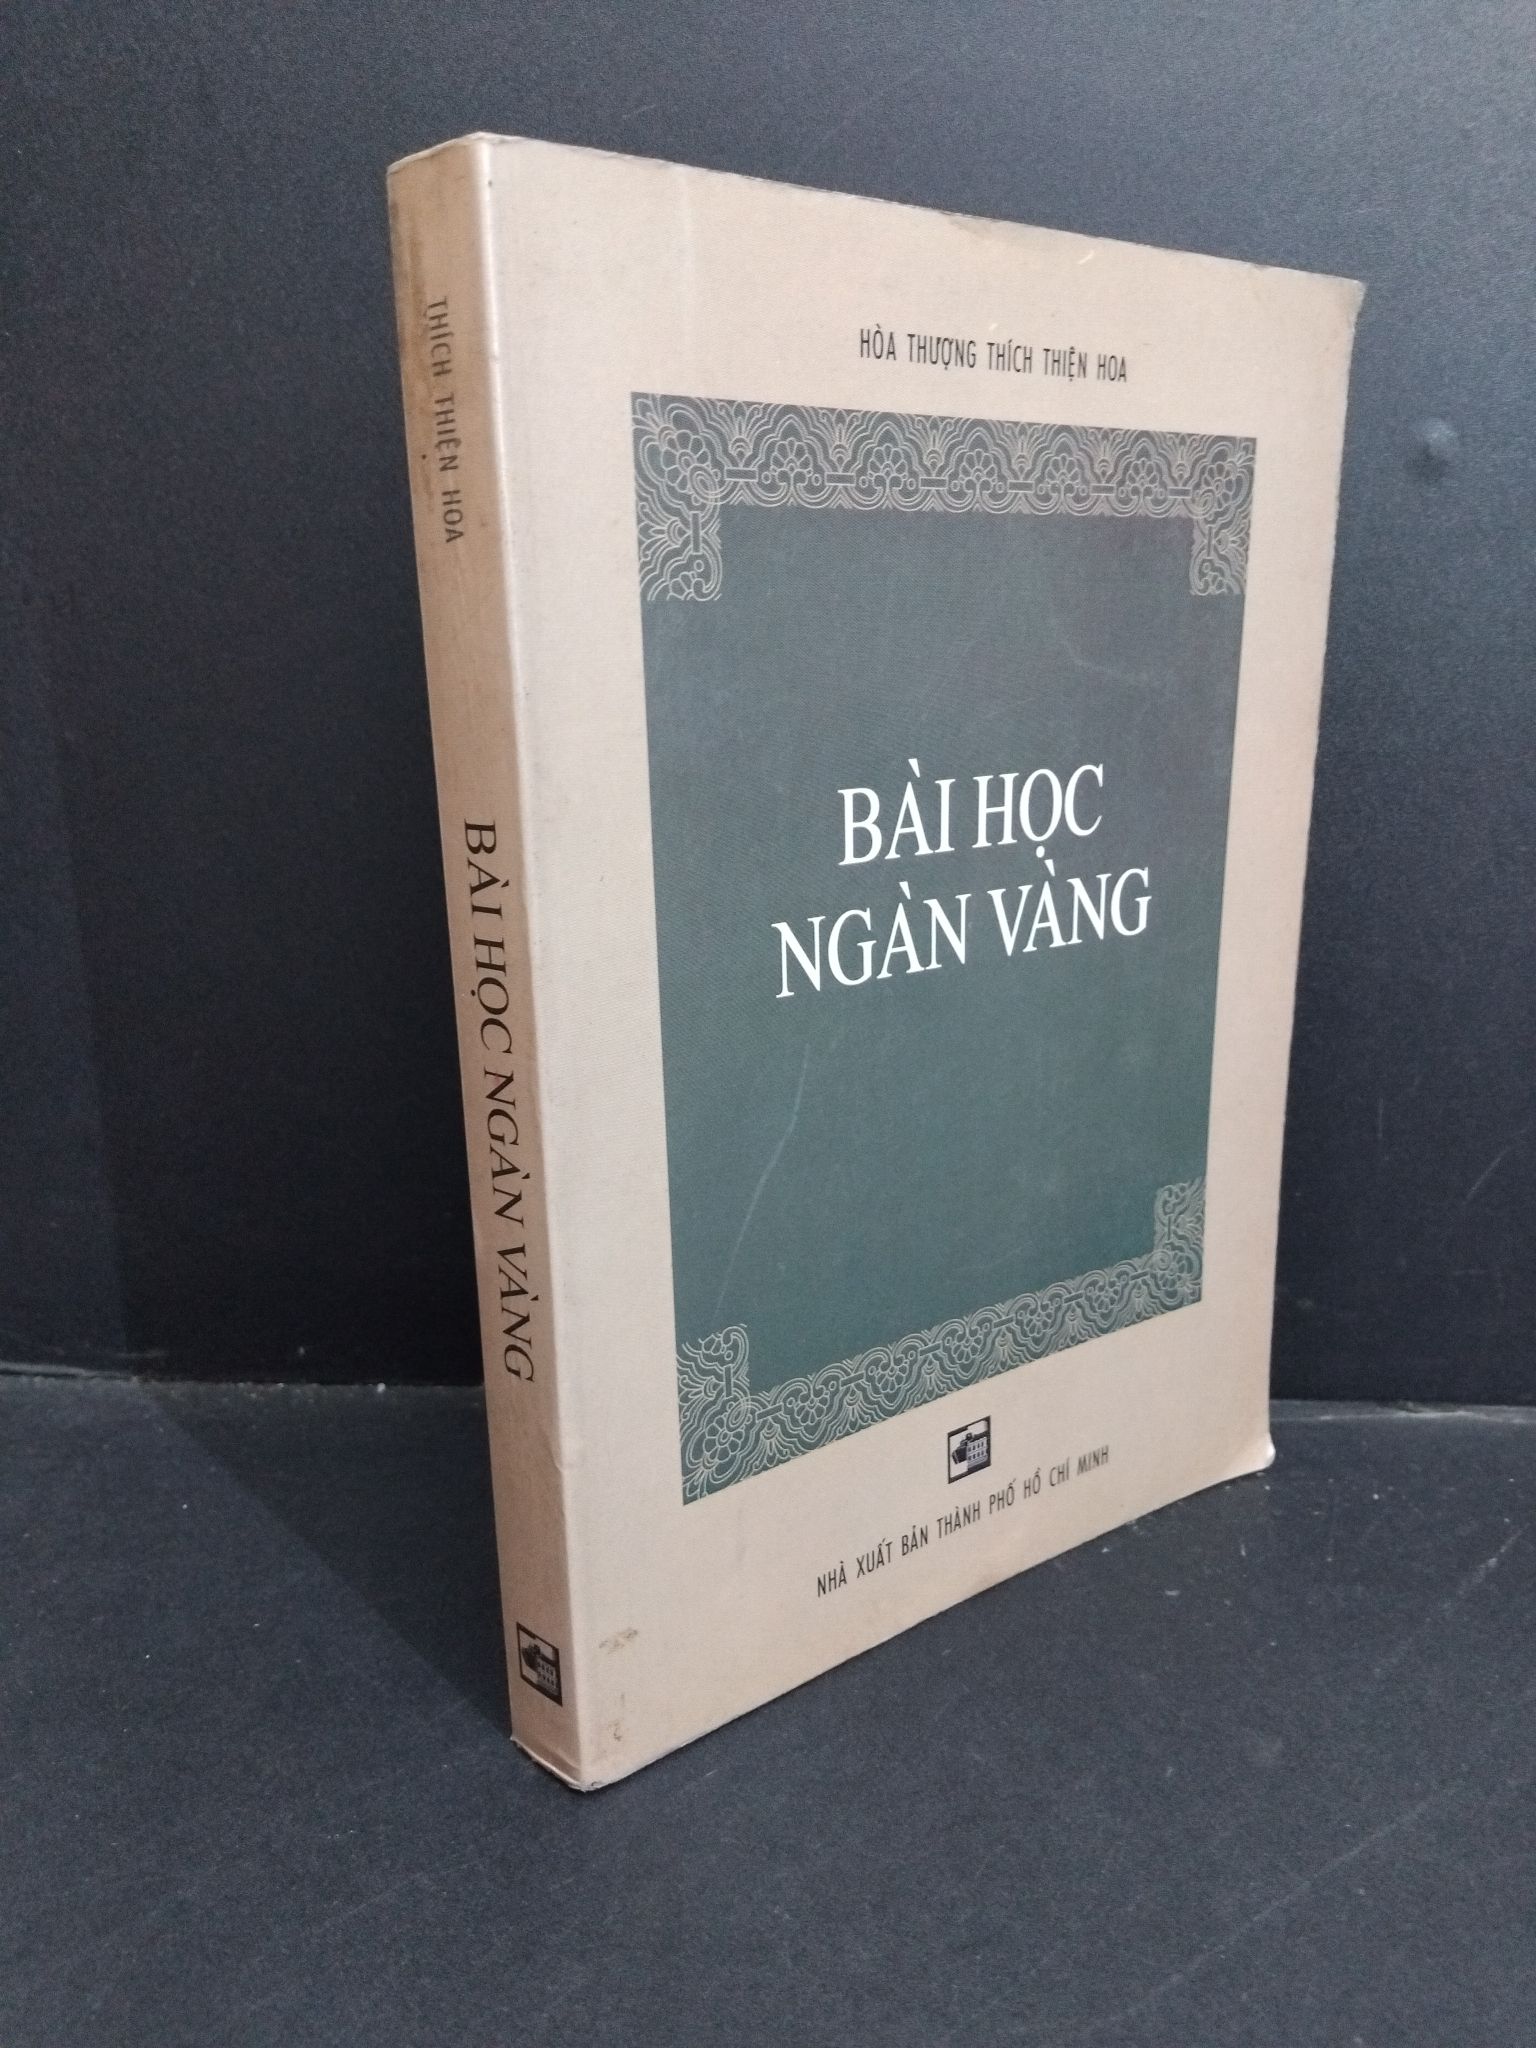 THÍCH THIỆN HOA
BÀI HỌC NGÀN VÀNG
HÒA THƯỢNG THÍCH THIỆN HOA
BÀI HỌC
NGÀN VÀNG
NHÀ XUẤT BẢN THÀNH PHỐ HỒ CHÍ MINH